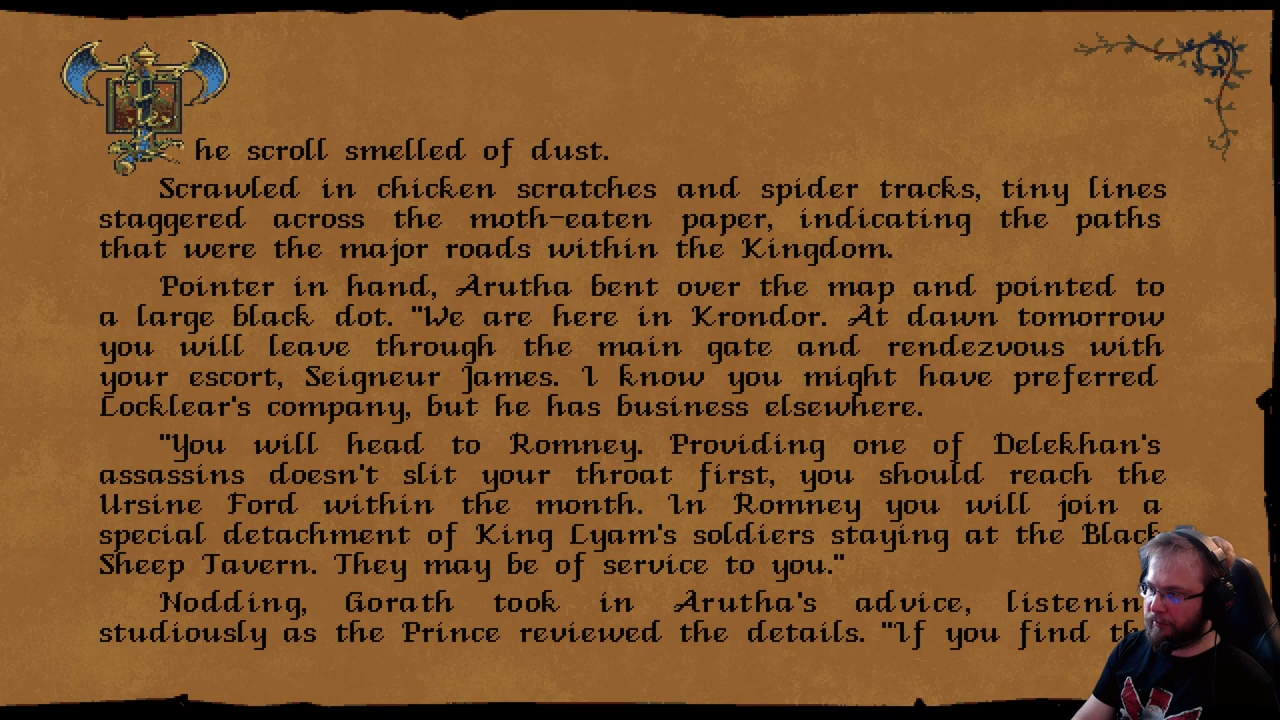 The scroll smelled of dust.
Scrawled in chicken scratches and spider tracks, tiny lines
staggered across the moth-eaten paper, indicating the paths
that were the major roads within the Kingdom.
Pointer in hand, Arutha bent over the map and pointed to
a large black dot. "We are here in Krondor. At dawn tomorrow
you will leave through the main gate and rendezvous with
your escort, Seigneur James. I know you might have preferred
Locklear's company, but he has business elsewhere.
"You will head to Romney. Providing one of Delekhan's
assassins doesn't slit your throat first, you should reach the
Ursine Ford within the month. In Romney you will join a
special detachment of King Lyam's soldiers staying at the Black
Sheep Tavern. They may be of service to you."
Nodding, Gorath took in Arutha's advice, listening
studiously as the Prince reviewed the details. "If you find